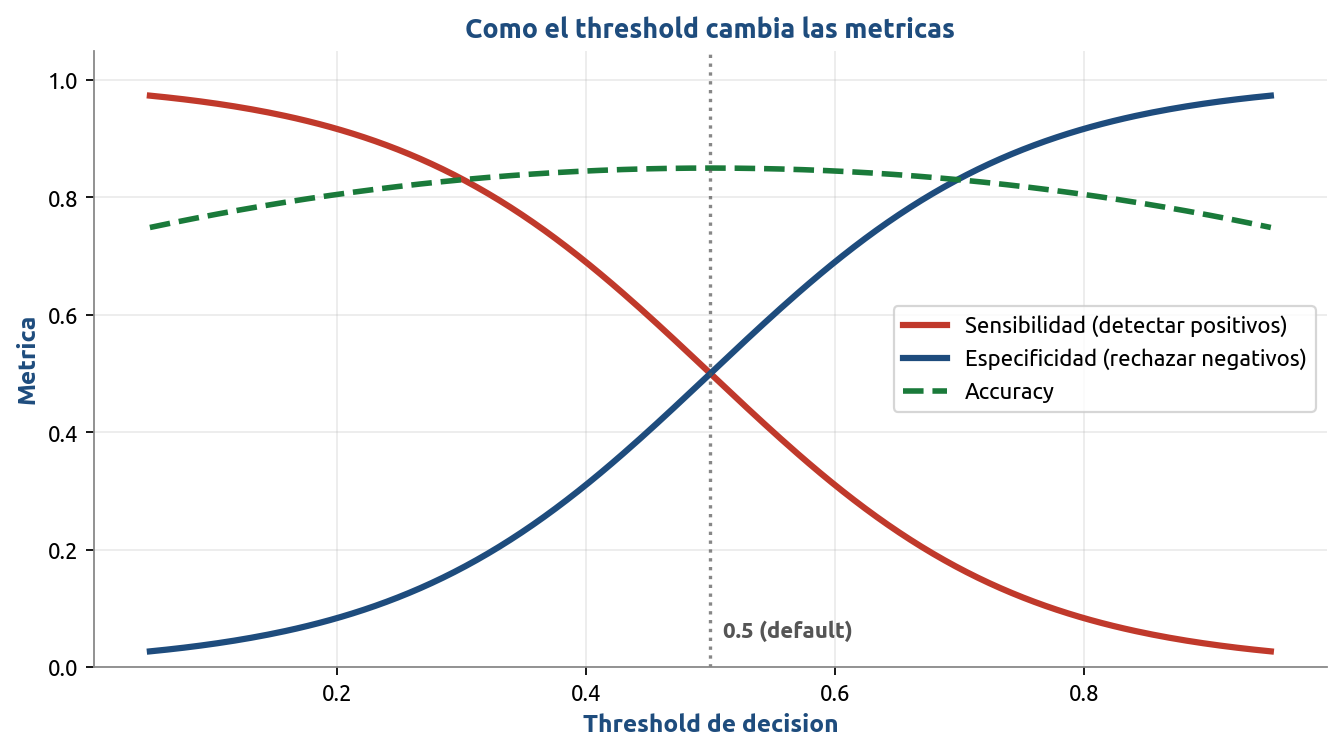 Como el threshold cambia las metricas
1.0
0.8
0.6
0.4
0.2
0.0
Metrica
Sensibilidad (detectar positivos)
Especificidad (rechazar negativos)
Accuracy
0.5 (default)
0.2
0.4
0.6
0.8
Threshold de decision